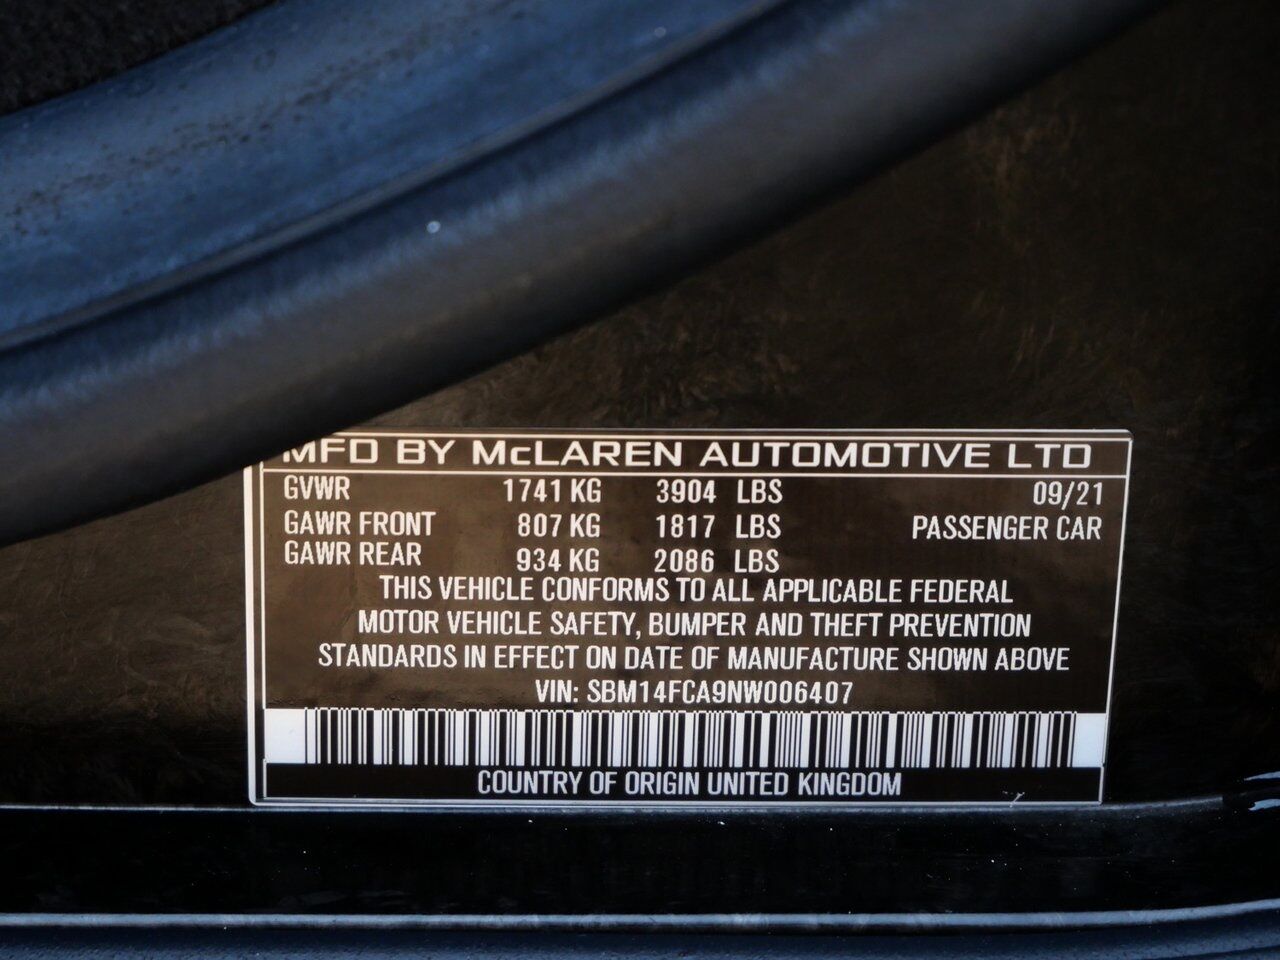 MFD BY McLAREN AUTOMOTIVE LTD
GVWR 1741 KG 3904 LBS 09/21
GAWR FRONT 807 KG 1817 LBS PASSENGER CAR
GAWR REAR 934 KG 2086 LBS
THIS VEHICLE CONFORMS TO ALL APPLICABLE FEDERAL
MOTOR VEHICLE SAFETY, BUMPER AND THEFT PREVENTION
STANDARDS IN EFFECT ON DATE OF MANUFACTURE SHOWN ABOVE
VIN: SBM14FCA9NW006407
COUNTRY OF ORIGIN UNITED KINGDOM